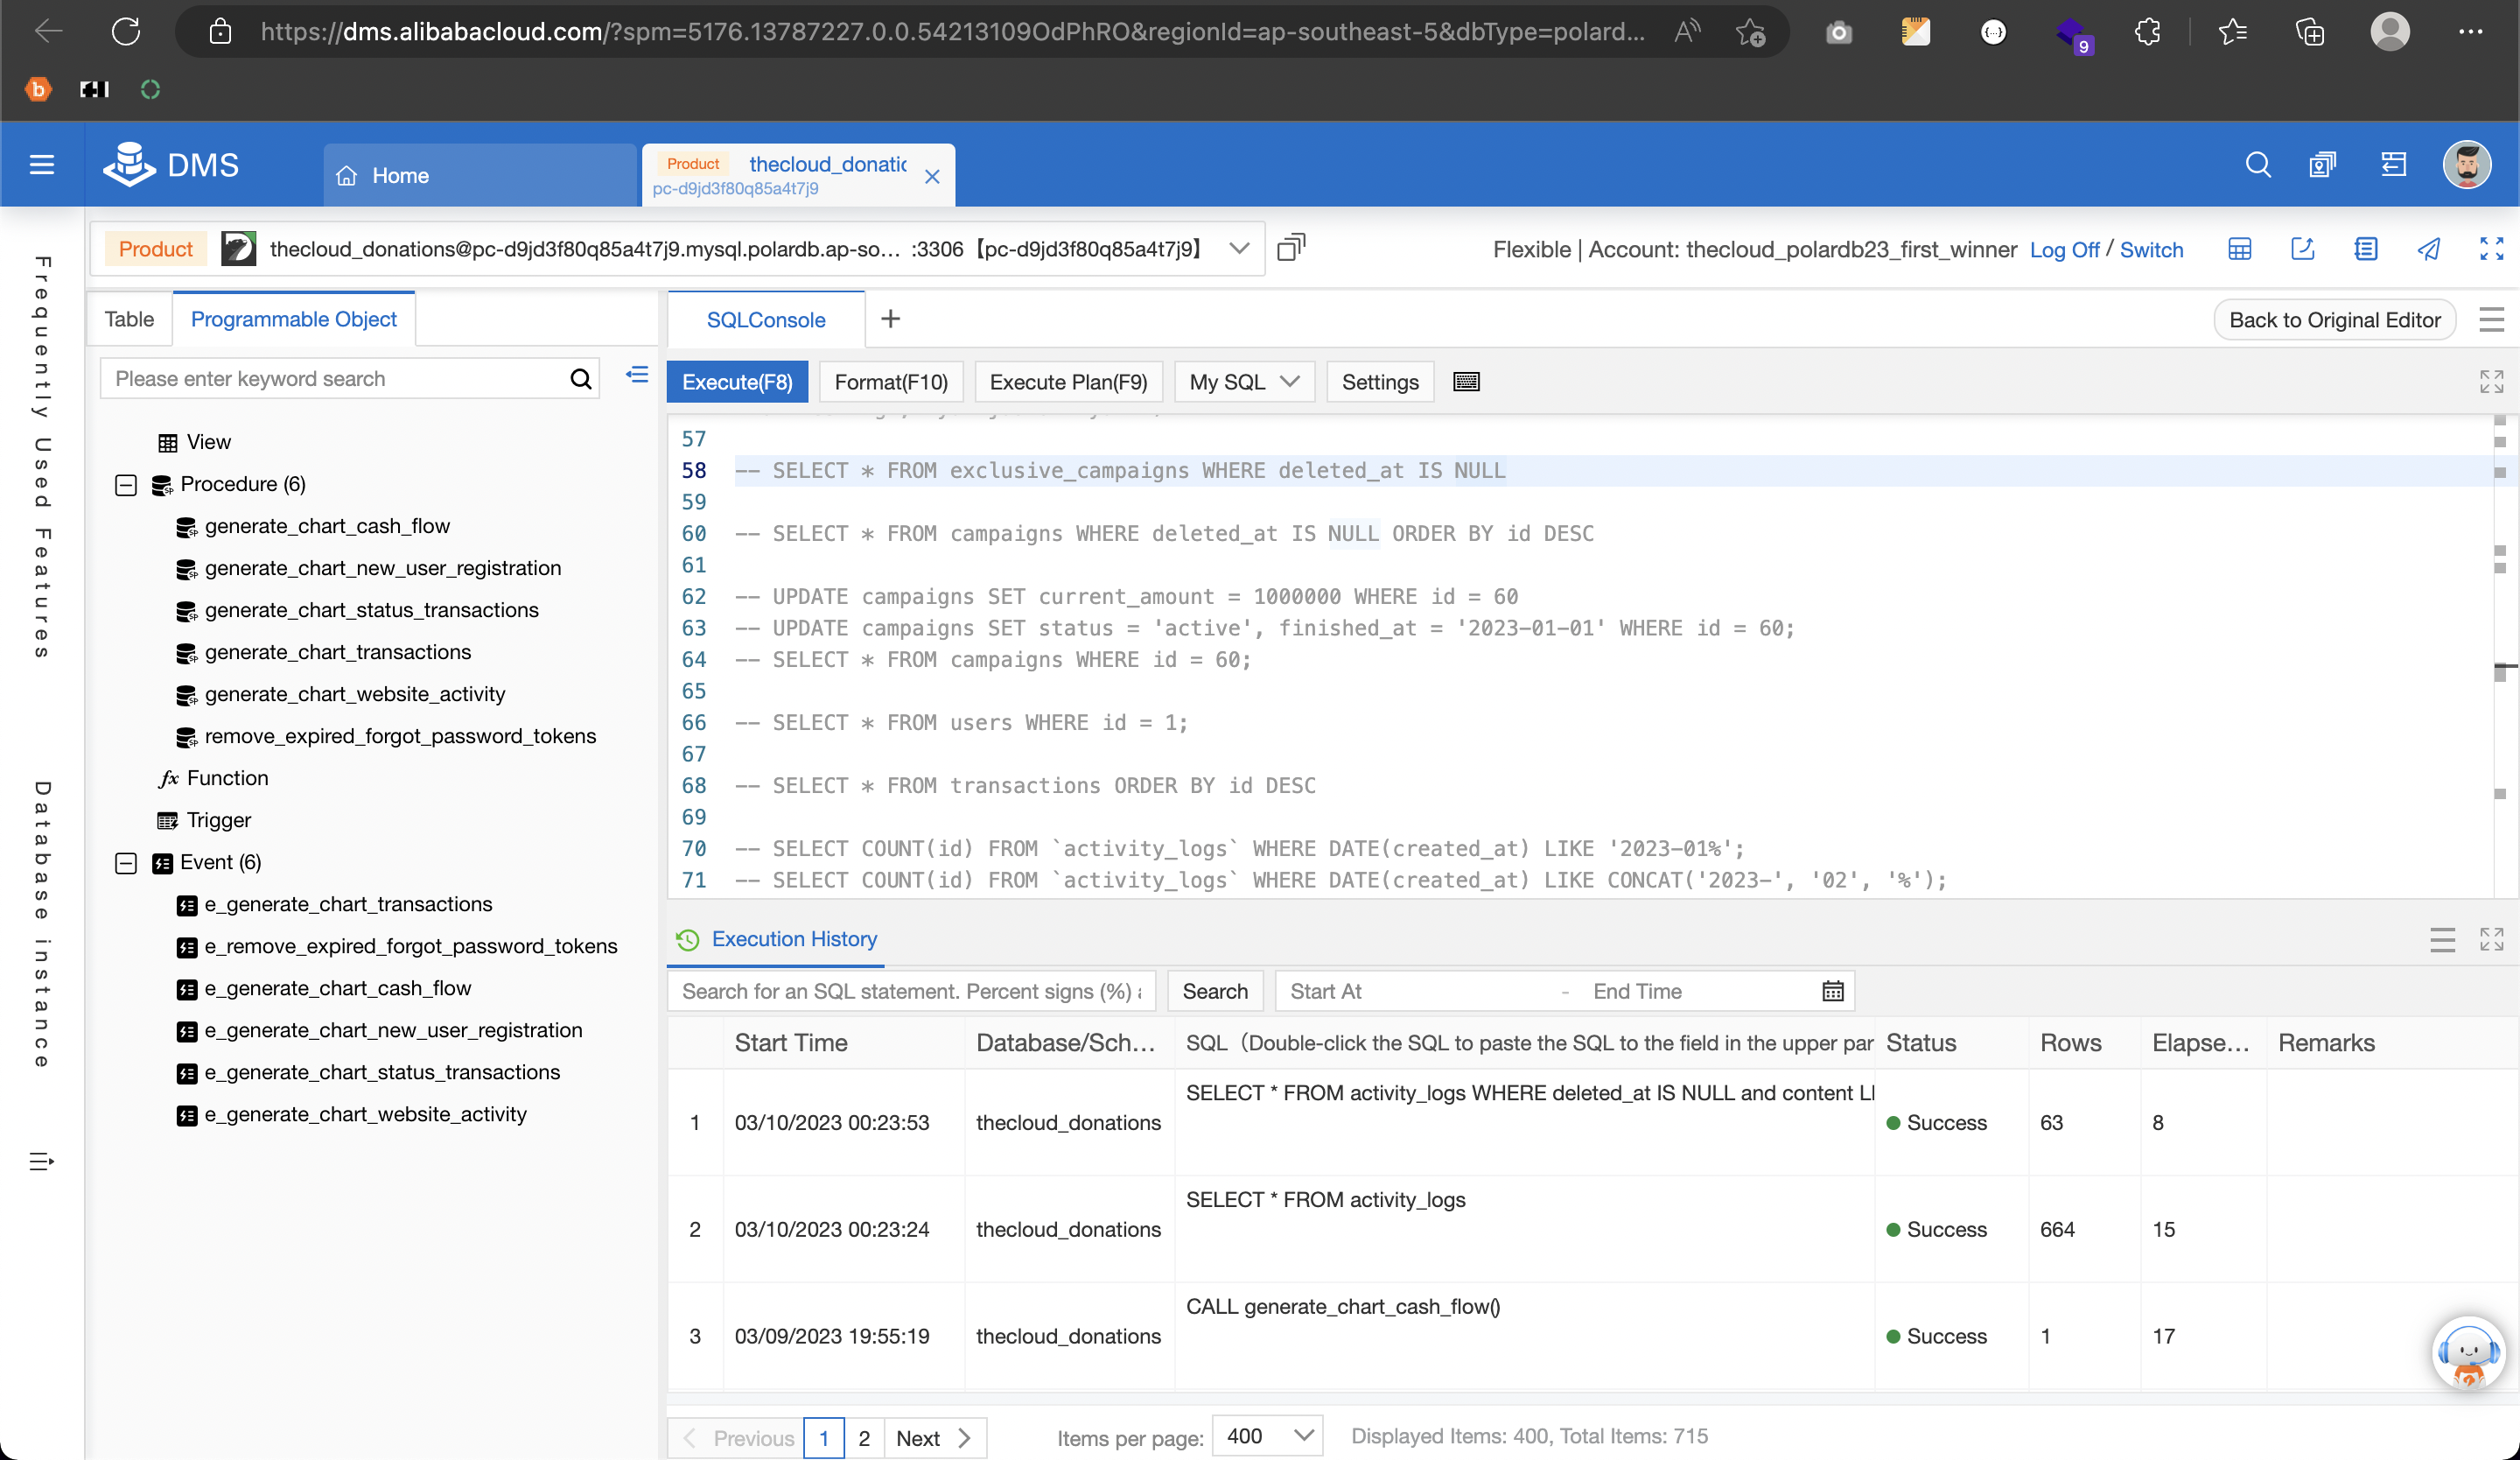 https://dms.alibabacloud.com/?spm=5176.13787227.0.0.54213109OdPhRO&regionId=ap-southeast-5&dbType=polard...
9
DMS
Home
Product
thecloud_donatic
pc-d9jd3f80q85a4t7j9
Product
thecloud_donations@pc-d9jd3f80q85a4t7j9.mysql.polardb.ap-so... :3306【pc-d9jd3f80q85a4t7j9】
Flexible | Account: thecloud_polardb23_first_winner Log Off / Switch
Frequently Used Features
Database instance
Table
Programmable Object
Please enter keyword search
View
Procedure (6)
generate_chart_cash_flow
generate_chart_new_user_registration
generate_chart_status_transactions
generate_chart_transactions
generate_chart_website_activity
remove_expired_forgot_password_tokens
Function
Trigger
Event (6)
e_generate_chart_transactions
e_remove_expired_forgot_password_tokens
e_generate_chart_cash_flow
e_generate_chart_new_user_registration
e_generate_chart_status_transactions
e_generate_chart_website_activity
SQLConsole
Back to Original Editor
Execute(F8)
Format(F10)
Execute Plan(F9)
My SQL
Settings
57
58 -- SELECT * FROM exclusive_campaigns WHERE deleted_at IS NULL
59
60 -- SELECT * FROM campaigns WHERE deleted_at IS NULL ORDER BY id DESC
61
62 -- UPDATE campaigns SET current_amount = 1000000 WHERE id = 60
63 -- UPDATE campaigns SET status = 'active', finished_at = '2023-01-01' WHERE id = 60;
64 -- SELECT * FROM campaigns WHERE id = 60;
65
66 -- SELECT * FROM users WHERE id = 1;
67
68 -- SELECT * FROM transactions ORDER BY id DESC
69
70 -- SELECT COUNT(id) FROM `activity_logs` WHERE DATE(created_at) LIKE '2023-01%';
71 -- SELECT COUNT(id) FROM `activity_logs` WHERE DATE(created_at) LIKE CONCAT('2023-', '02', '%');
Execution History
Search for an SQL statement. Percent signs (%)
Search
Start At - End Time
Start Time Database/Sch... SQL（Double-click the SQL to paste the SQL to the field in the upper par Status Rows Elapse... Remarks
1 03/10/2023 00:23:53 thecloud_donations SELECT * FROM activity_logs WHERE deleted_at IS NULL and content LI Success 63 8
2 03/10/2023 00:23:24 thecloud_donations SELECT * FROM activity_logs Success 664 15
3 03/09/2023 19:55:19 thecloud_donations CALL generate_chart_cash_flow() Success 1 17
Previous 1 2 Next
Items per page: 400
Displayed Items: 400, Total Items: 715